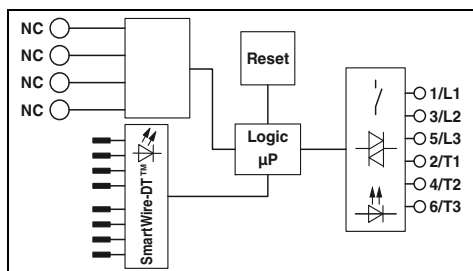 NC
NC
NC
NC
Reset
Logic
µP
SmartWire-DT™
1/L1
3/L2
5/L3
2/T1
4/T2
6/T3